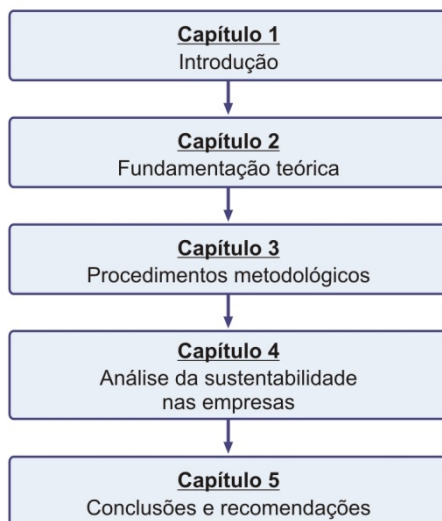 Capítulo 1
Introdução
Capítulo 2
Fundamentação teórica
Capítulo 3
Procedimentos metodológicos
Capítulo 4
Análise da sustentabilidade
nas empresas
Capítulo 5
Conclusões e recomendações